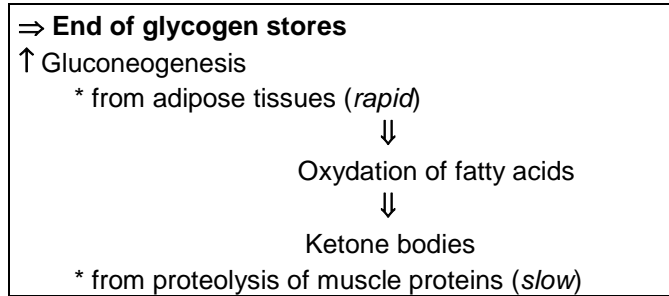 ⇒ End of glycogen stores
↑ Gluconeogenesis
* from adipose tissues (rapid)
⇓
Oxydation of fatty acids
⇓
Ketone bodies
* from proteolysis of muscle proteins (slow)